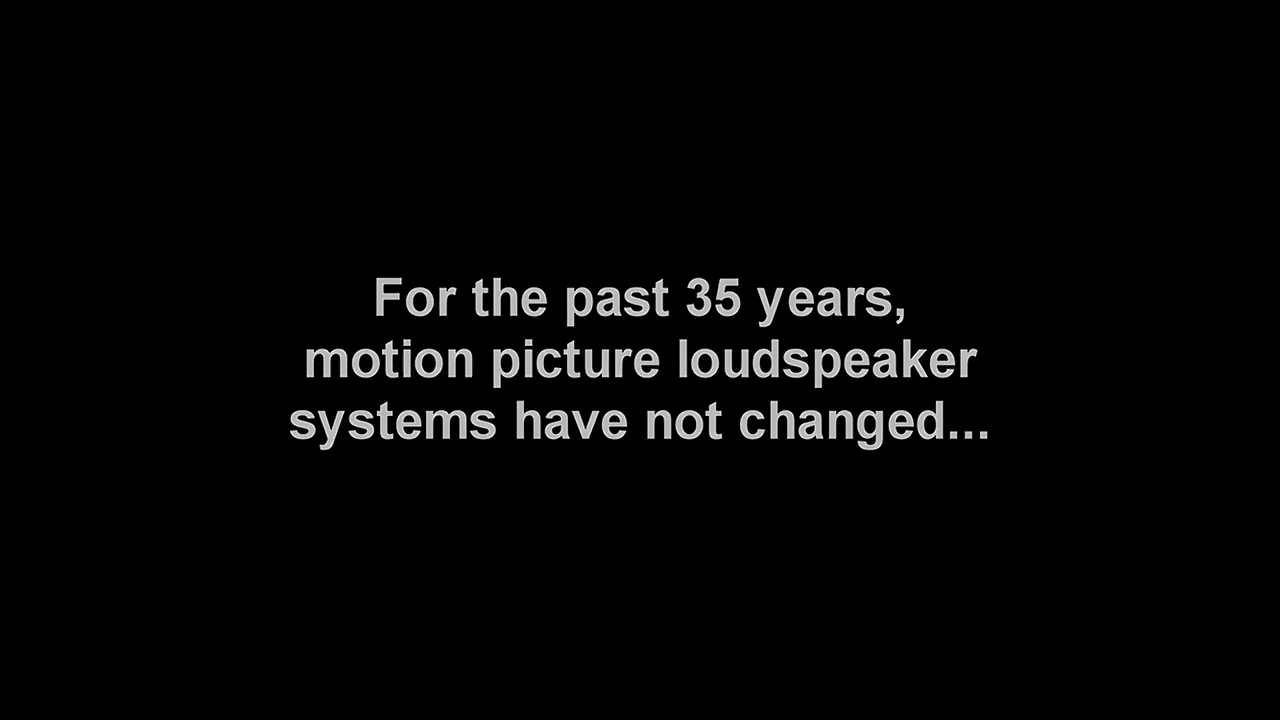 For the past 35 years,
motion picture loudspeaker
systems have not changed...